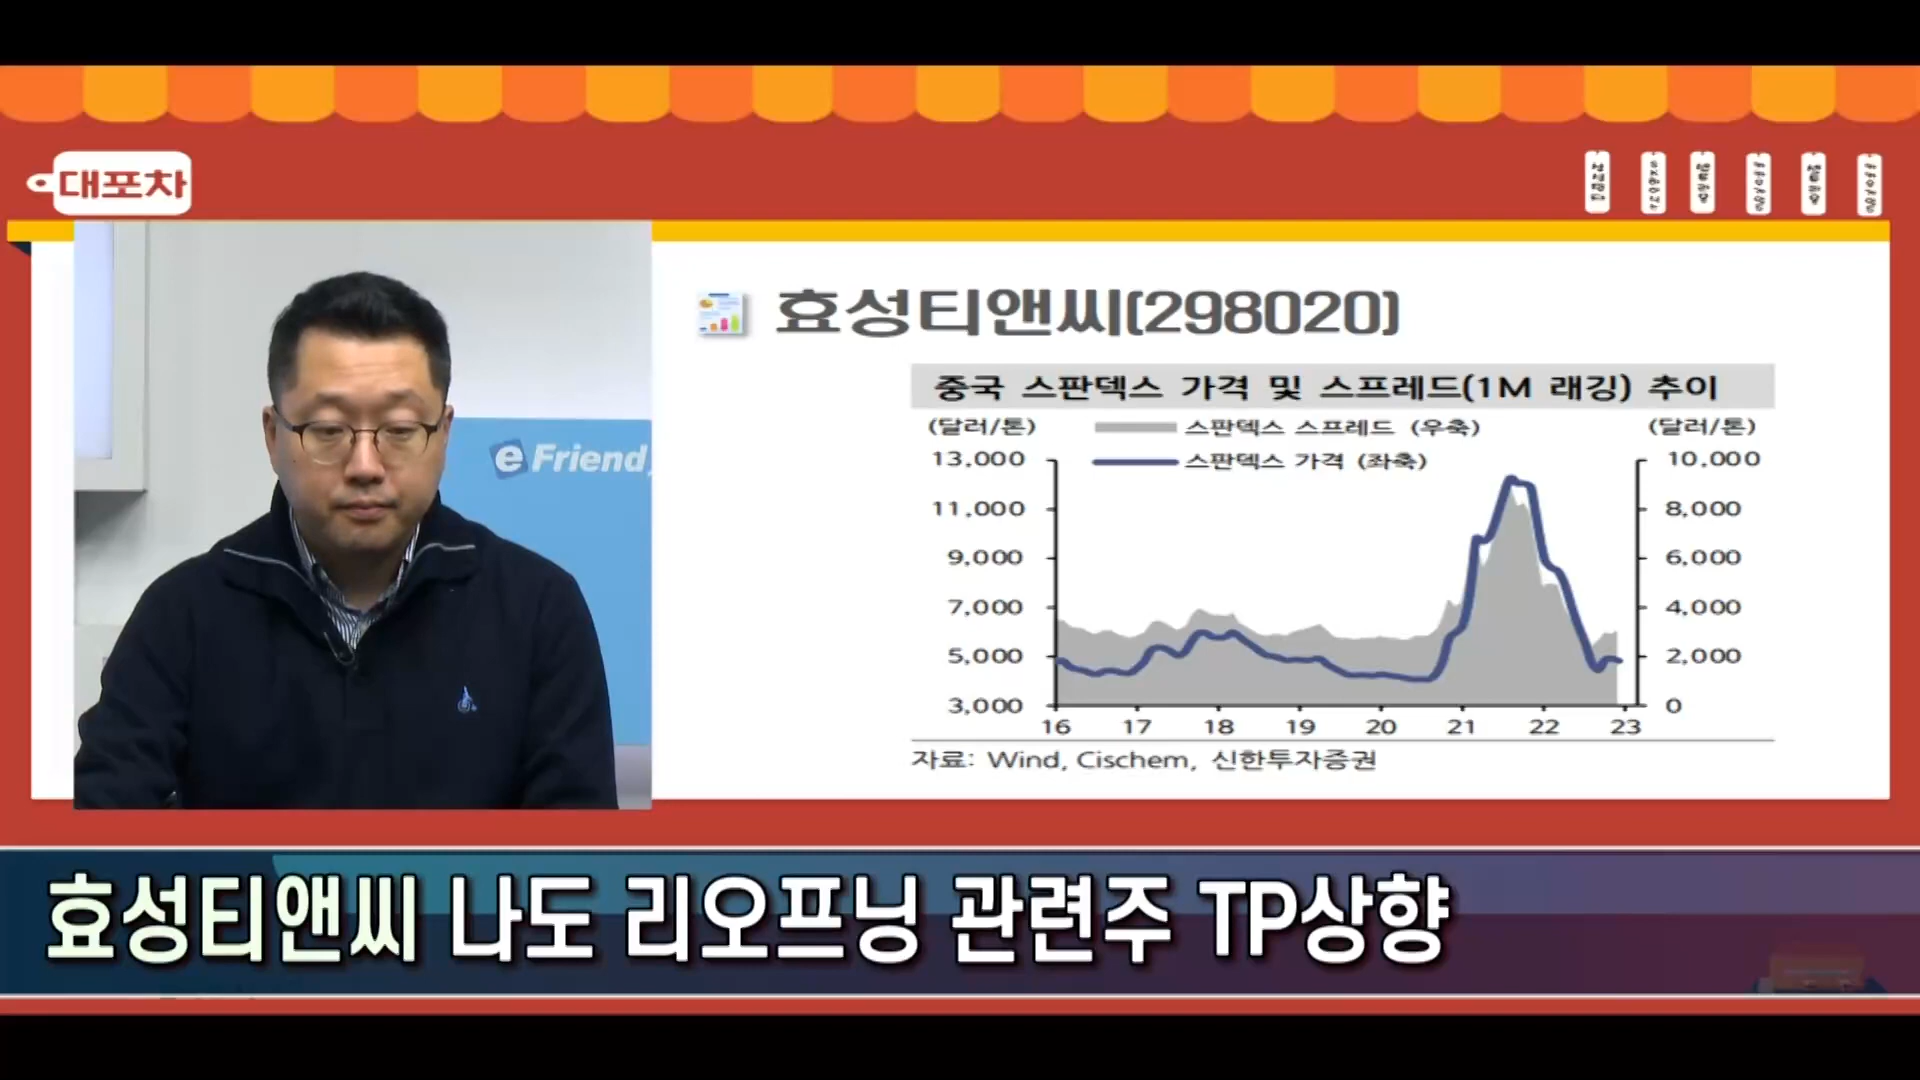 대포차
효성티앤씨(298020)
중국 스판덱스 가격 및 스프레드(1M 래깅) 추이
(달러/톤)
(달러/톤)
스판덱스 스프레드 (우축)
스판덱스 가격 (좌축)
13,000
11,000
9,000
7,000
5,000
3,000
10,000
8,000
6,000
4,000
2,000
0
16 17 18 19 20 21 22 23
자료: Wind, Cischem, 신한투자증권
e Friend
효성티앤씨 나도 리오프닝 관련주 TP상향